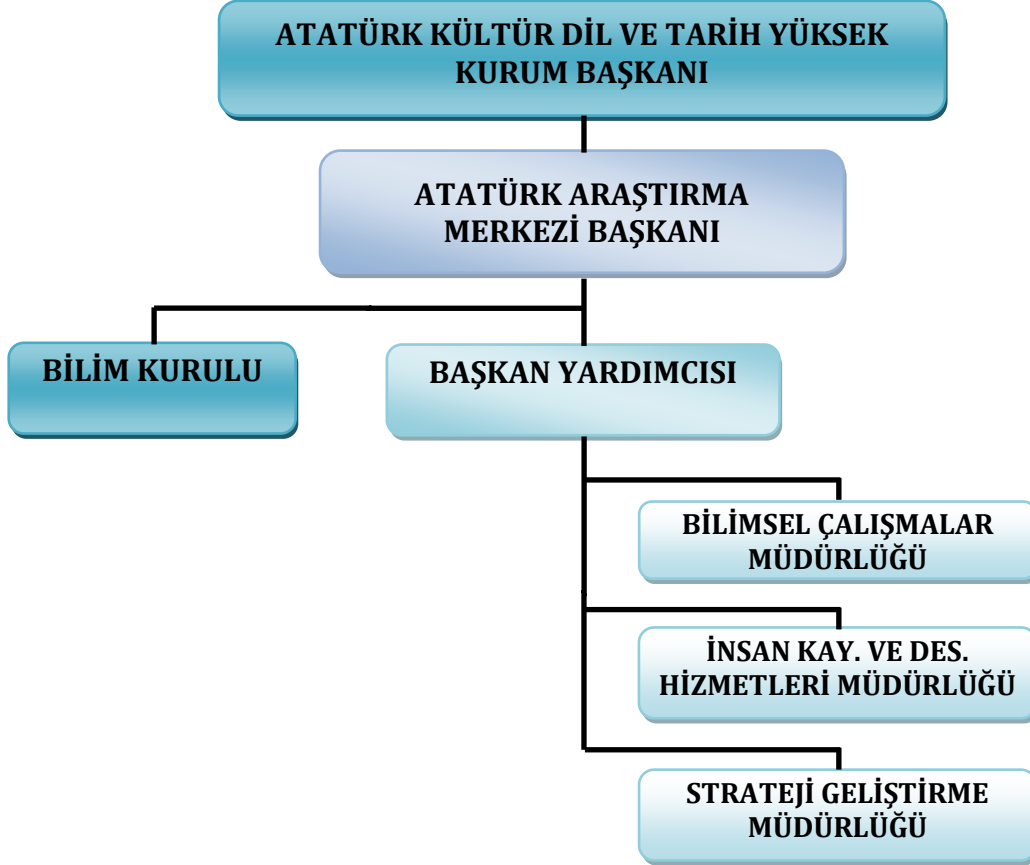 ATATÜRK KÜLTÜR DİL VE TARİH YÜKSEK
KURUM BAŞKANI
ATATÜRK ARAŞTIRMA
MERKEZİ BAŞKANI
BİLİM KURULU
BAŞKAN YARDIMCISI
BİLİMSEL ÇALIŞMALAR
MÜDÜRLÜĞÜ
İNSAN KAY. VE DES.
HİZMETLERİ MÜDÜRLÜĞÜ
STRATEJİ GELİŞTİRME
MÜDÜRLÜĞÜ